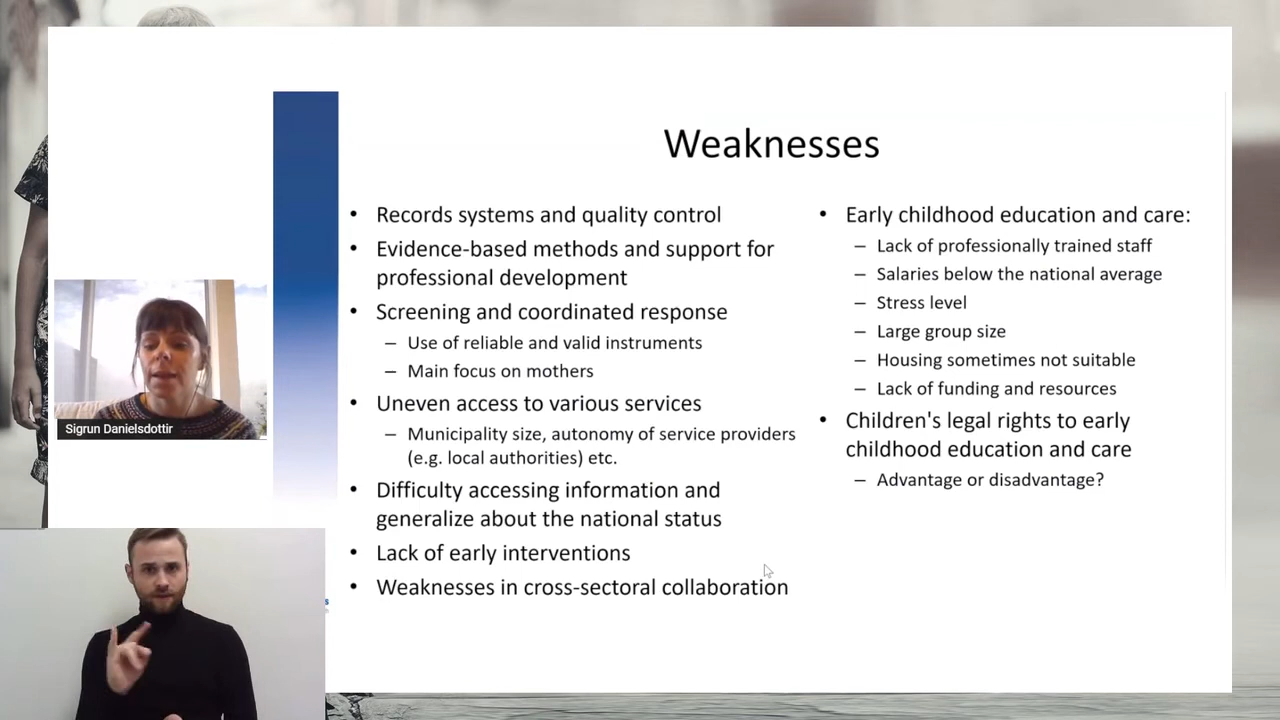 Weaknesses
• Records systems and quality control
• Evidence-based methods and support for
professional development
• Screening and coordinated response
– Use of reliable and valid instruments
– Main focus on mothers
• Uneven access to various services
– Municipality size, autonomy of service providers
(e.g. local authorities) etc.
• Difficulty accessing information and
generalize about the national status
• Lack of early interventions
• Weaknesses in cross-sectoral collaboration
• Early childhood education and care:
– Lack of professionally trained staff
– Salaries below the national average
– Stress level
– Large group size
– Housing sometimes not suitable
– Lack of funding and resources
• Children's legal rights to early
childhood education and care
– Advantage or disadvantage?
Sigrun Danielsdottir